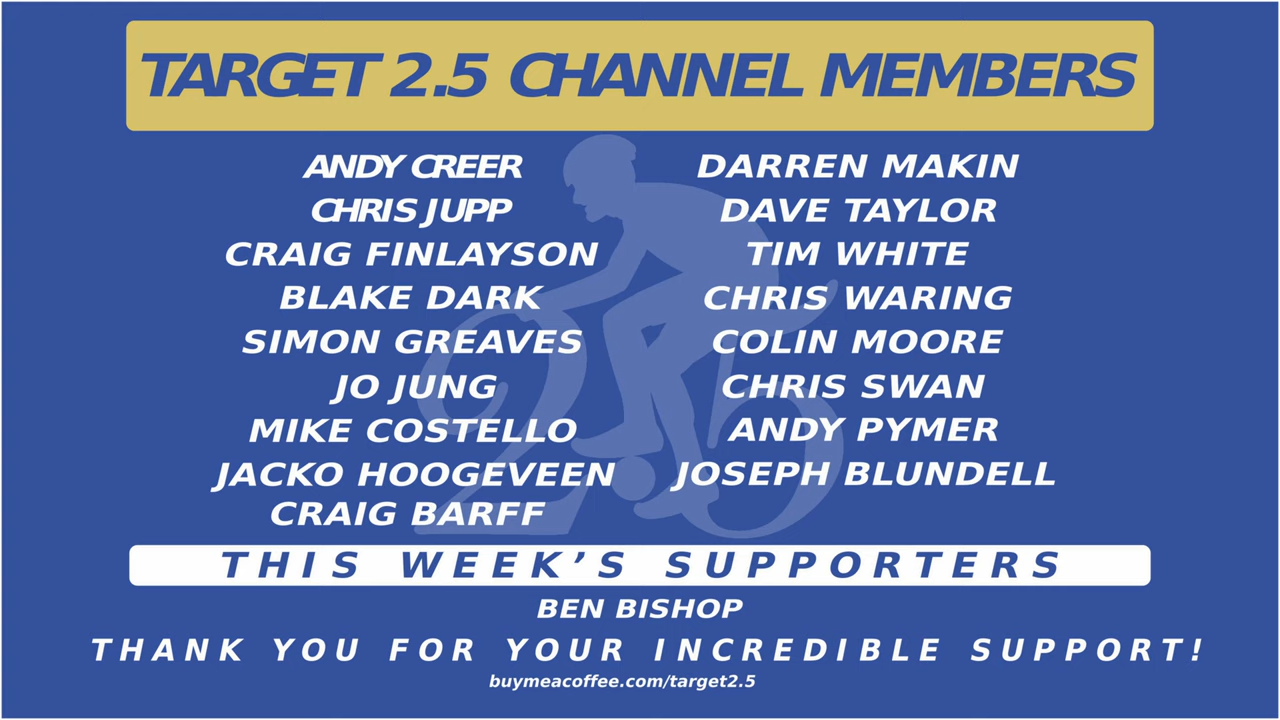 TARGET 2.5 CHANNEL MEMBERS
ANDY CREER
CHRIS JUPP
CRAIG FINLAYSON
BLAKE DARK
SIMON GREAVES
JO JUNG
MIKE COSTELLO
JACKO HOOGEVEEN
CRAIG BARFF
DARREN MAKIN
DAVE TAYLOR
TIM WHITE
CHRIS WARING
COLIN MOORE
CHRIS SWAN
ANDY PYMER
JOSEPH BLUNDELL
2.5
THIS WEEK’S SUPPORTERS
BEN BISHOP
THANK YOU FOR YOUR INCREDIBLE SUPPORT!
buymeacoffee.com/target2.5